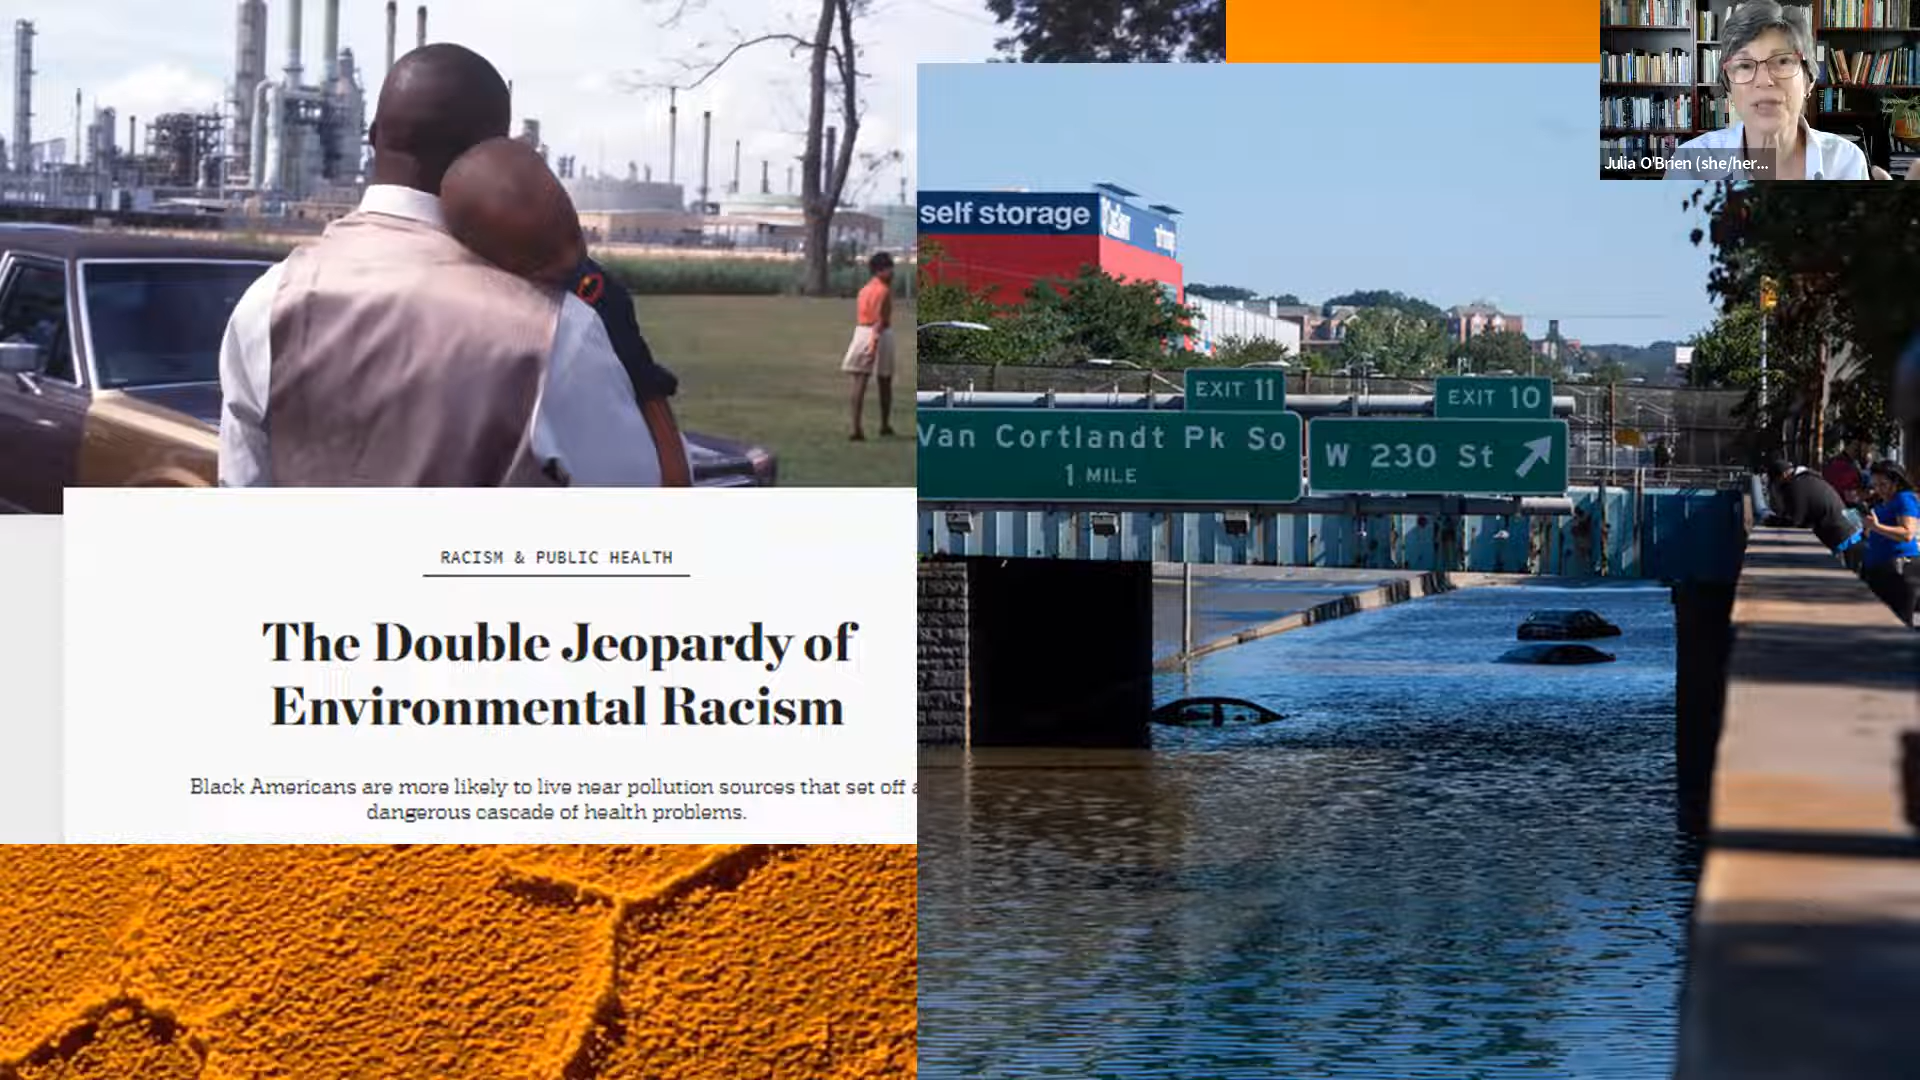 RACISM & PUBLIC HEALTH
The Double Jeopardy of
Environmental Racism
Black Americans are more likely to live near pollution sources that set off a
dangerous cascade of health problems.
self storage
EXIT 11
Van Cortlandt Pk So
1 MILE
EXIT 10
W 230 St
Julia O'Brien (she/her...